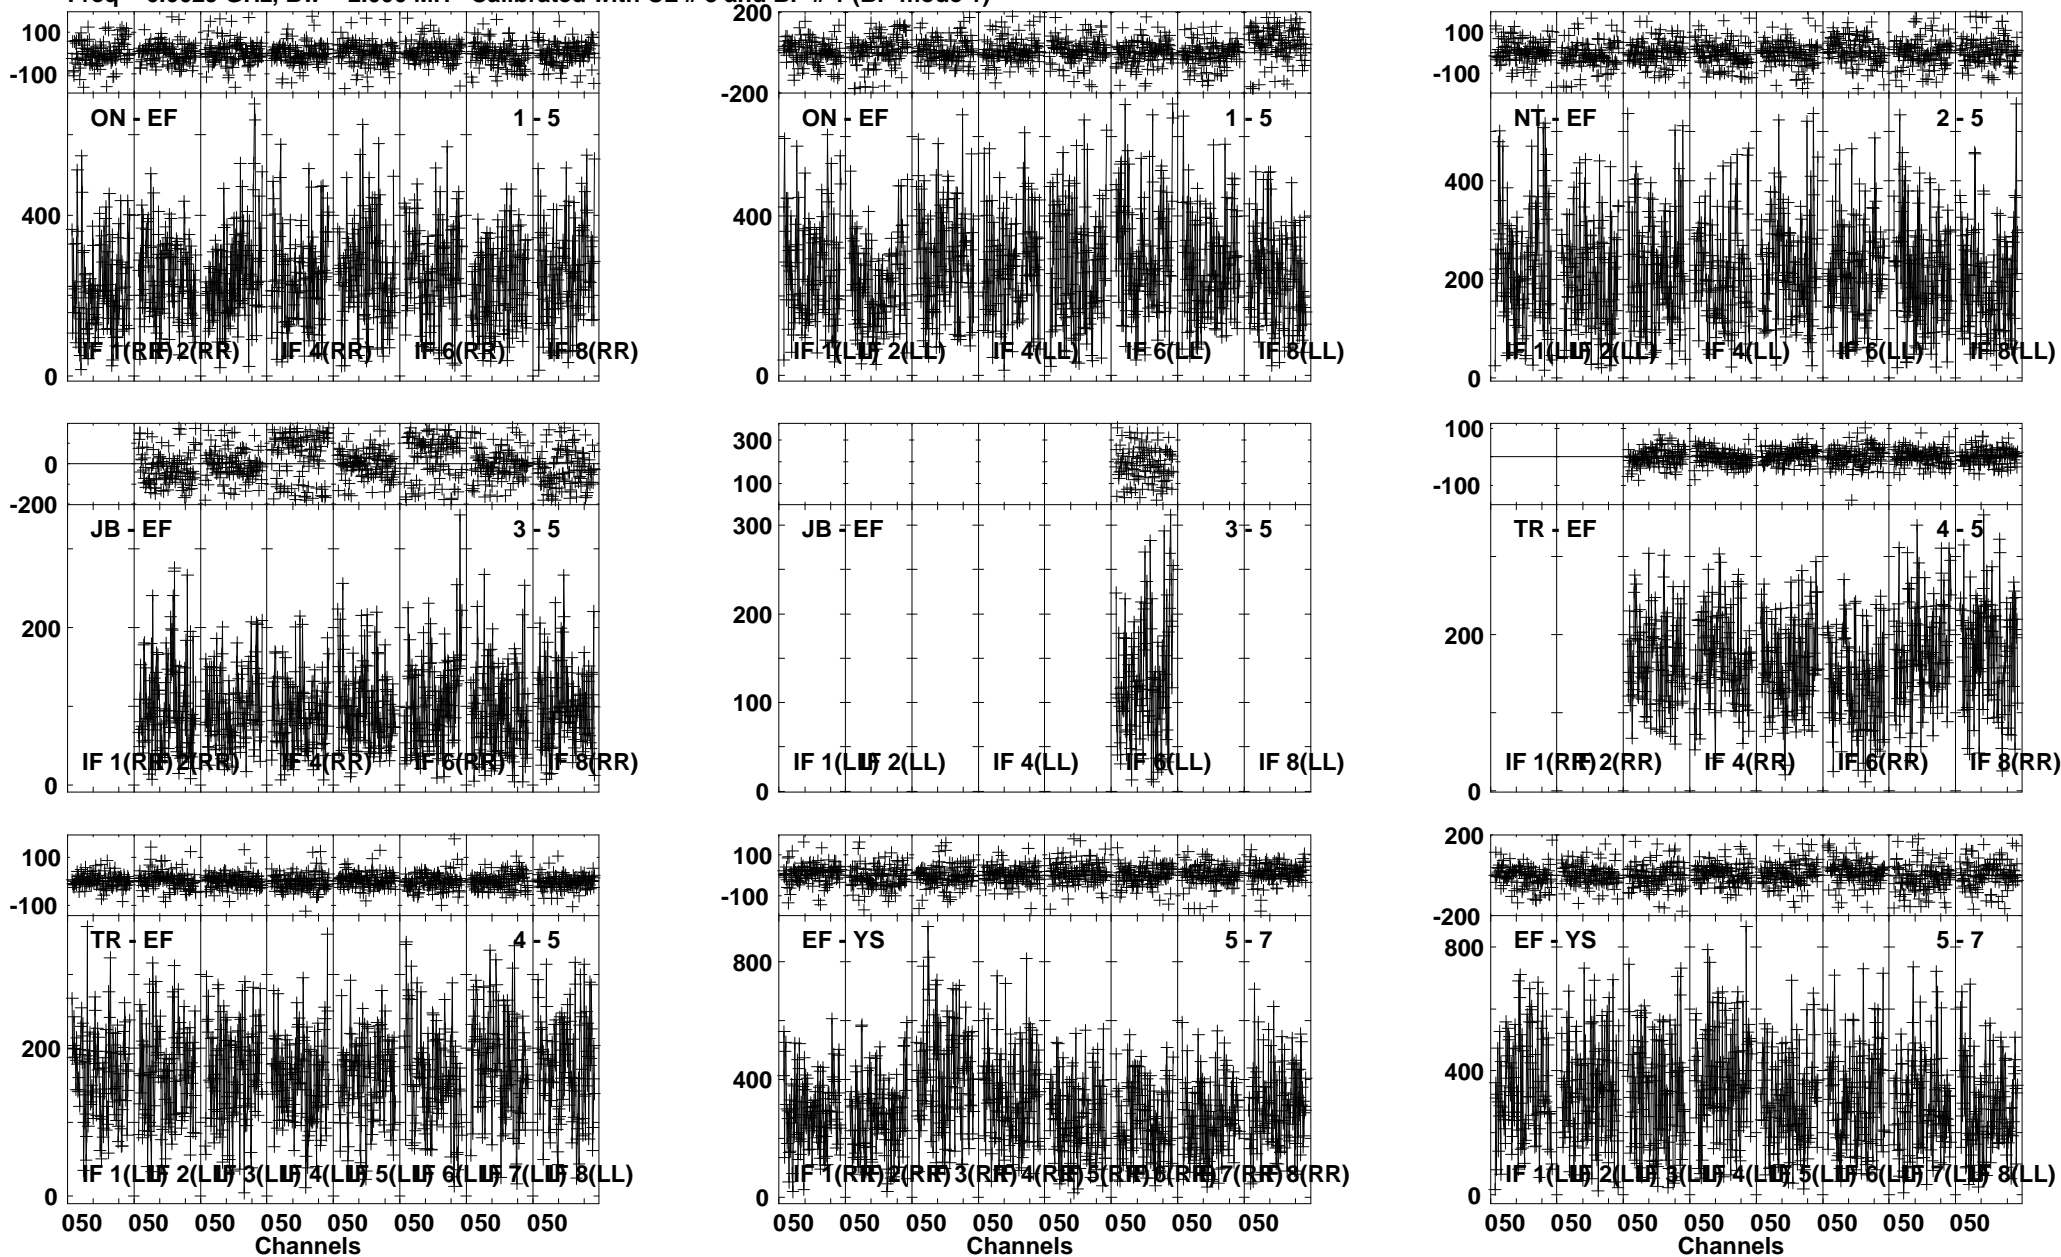 100
-100
ON - EF 1 - 5
400
0
IF 1(RR) IF 2(RR) IF 4(RR) IF 6(RR) IF 8(RR)
200
-200
ON - EF 1 - 5
400
0
IF 1(LL) IF 2(LL) IF 4(LL) IF 6(LL) IF 8(LL)
100
-100
NT - EF 2 - 5
400
200
0
IF 1(LL) IF 2(LL) IF 4(LL) IF 6(LL) IF 8(LL)
0
-200
JB - EF 3 - 5
200
0
IF 1(RR) IF 2(RR) IF 4(RR) IF 6(RR) IF 8(RR)
300
100
JB - EF 3 - 5
300
200
100
0
IF 1(LL) IF 2(LL) IF 4(LL) IF 6(LL) IF 8(LL)
100
-100
TR - EF 4 - 5
200
0
IF 1(RR) IF 2(RR) IF 4(RR) IF 6(RR) IF 8(RR)
100
-100
TR - EF 4 - 5
200
0
IF 1(LL) IF 2(LL) IF 3(LL) IF 4(LL) IF 5(LL) IF 6(LL) IF 7(LL) IF 8(LL)
050 050 050 050 050 050 050 050
Channels
100
-100
EF - YS 5 - 7
800
400
0
IF 1(RR) IF 2(RR) IF 3(RR) IF 4(RR) IF 5(RR) IF 6(RR) IF 7(RR) IF 8(RR)
050 050 050 050 050 050 050 050
Channels
200
-200
EF - YS 5 - 7
800
400
0
IF 1(LL) IF 2(LL) IF 3(LL) IF 4(LL) IF 5(LL) IF 6(LL) IF 7(LL) IF 8(LL)
050 050 050 050 050 050 050 050
Channels